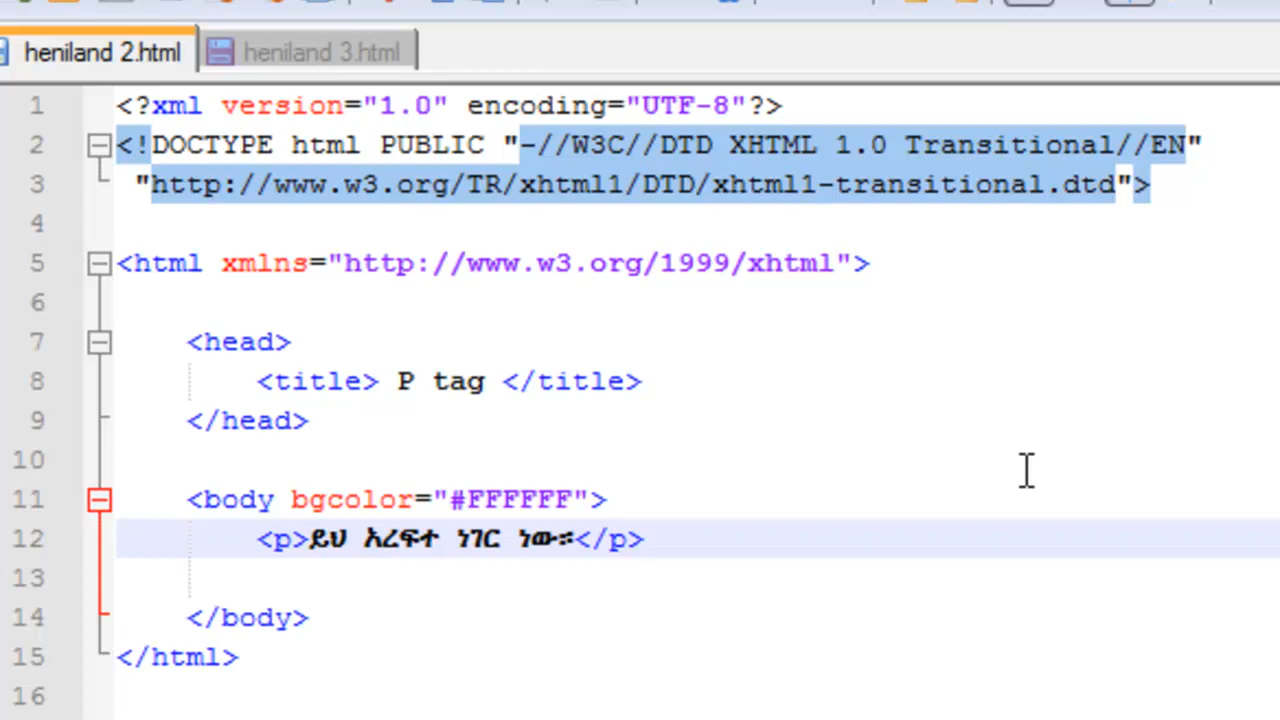 heniland 2.html heniland 3.html
1 <?xml version="1.0" encoding="UTF-8"?>
2 <!DOCTYPE html PUBLIC "-//W3C//DTD XHTML 1.0 Transitional//EN"
3 "http://www.w3.org/TR/xhtml1/DTD/xhtml1-transitional.dtd">
4
5 <html xmlns="http://www.w3.org/1999/xhtml">
6
7 <head>
8 <title> P tag </title>
9 </head>
10
11 <body bgcolor="#FFFFFF">
12 <p>ይህ አረፍተ ነገር ነው።</p>
13
14 </body>
15 </html>
16